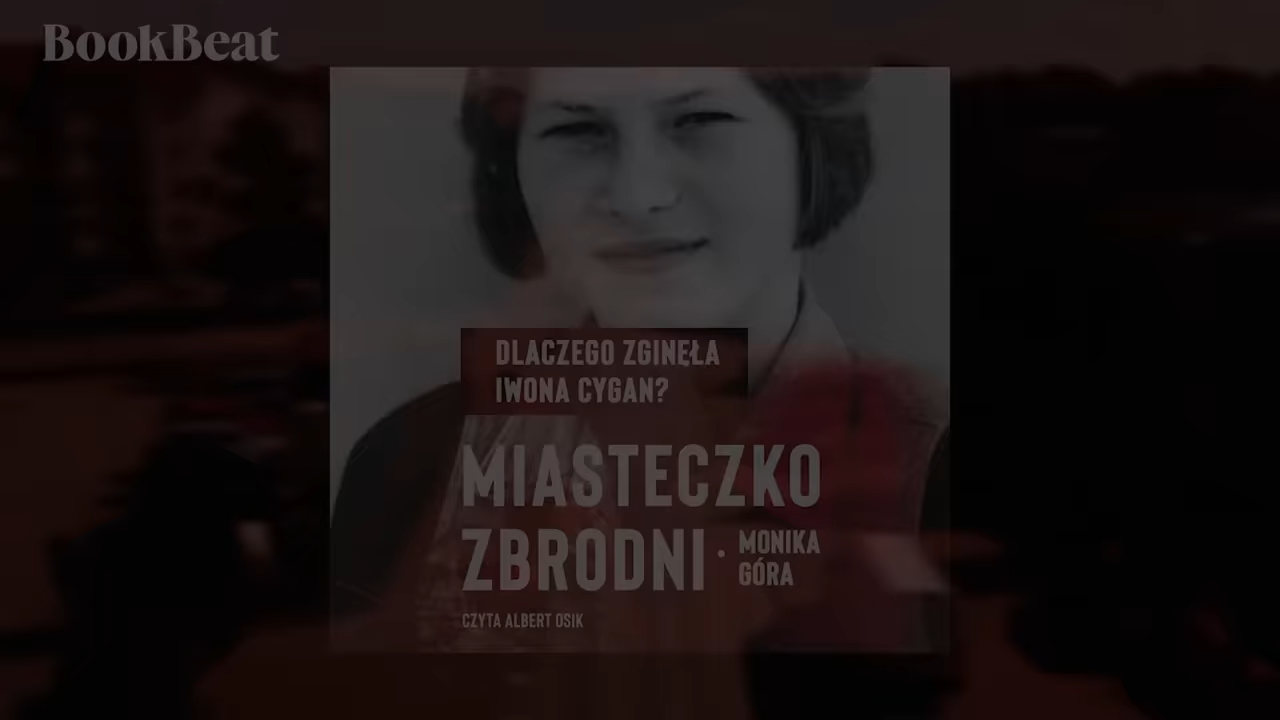 BookBeat
DLACZEGO ZGINĘŁA
IWONA CYGAN?
MIASTECZKO
ZBRODNI · MONIKA
GÓRA
CZYTA ALBERT OSIK